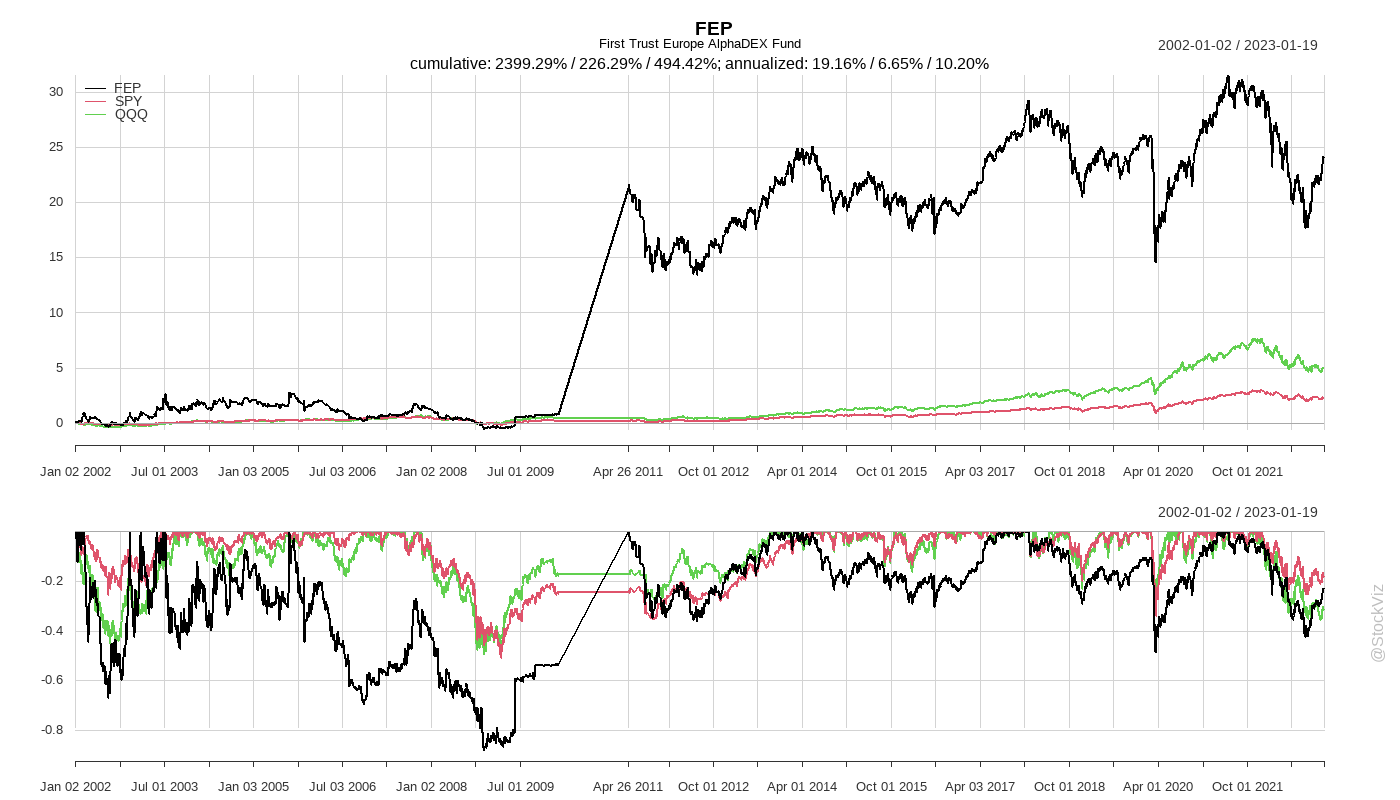 FEP
First Trust Europe AlphaDEX Fund
2002-01-02 / 2023-01-19
cumulative: 2399.29% / 226.29% / 494.42%; annualized: 19.16% / 6.65% / 10.20%
FEP
SPY
QQQ
30
25
20
15
10
5
0
Jan 02 2002 Jul 01 2003 Jan 03 2005 Jul 03 2006 Jan 02 2008 Jul 01 2009 Apr 26 2011 Oct 01 2012 Apr 01 2014 Oct 01 2015 Apr 03 2017 Oct 01 2018 Apr 01 2020 Oct 01 2021
2002-01-02 / 2023-01-19
-0.2
-0.4
-0.6
-0.8
Jan 02 2002 Jul 01 2003 Jan 03 2005 Jul 03 2006 Jan 02 2008 Jul 01 2009 Apr 26 2011 Oct 01 2012 Apr 01 2014 Oct 01 2015 Apr 03 2017 Oct 01 2018 Apr 01 2020 Oct 01 2021
@StockViz